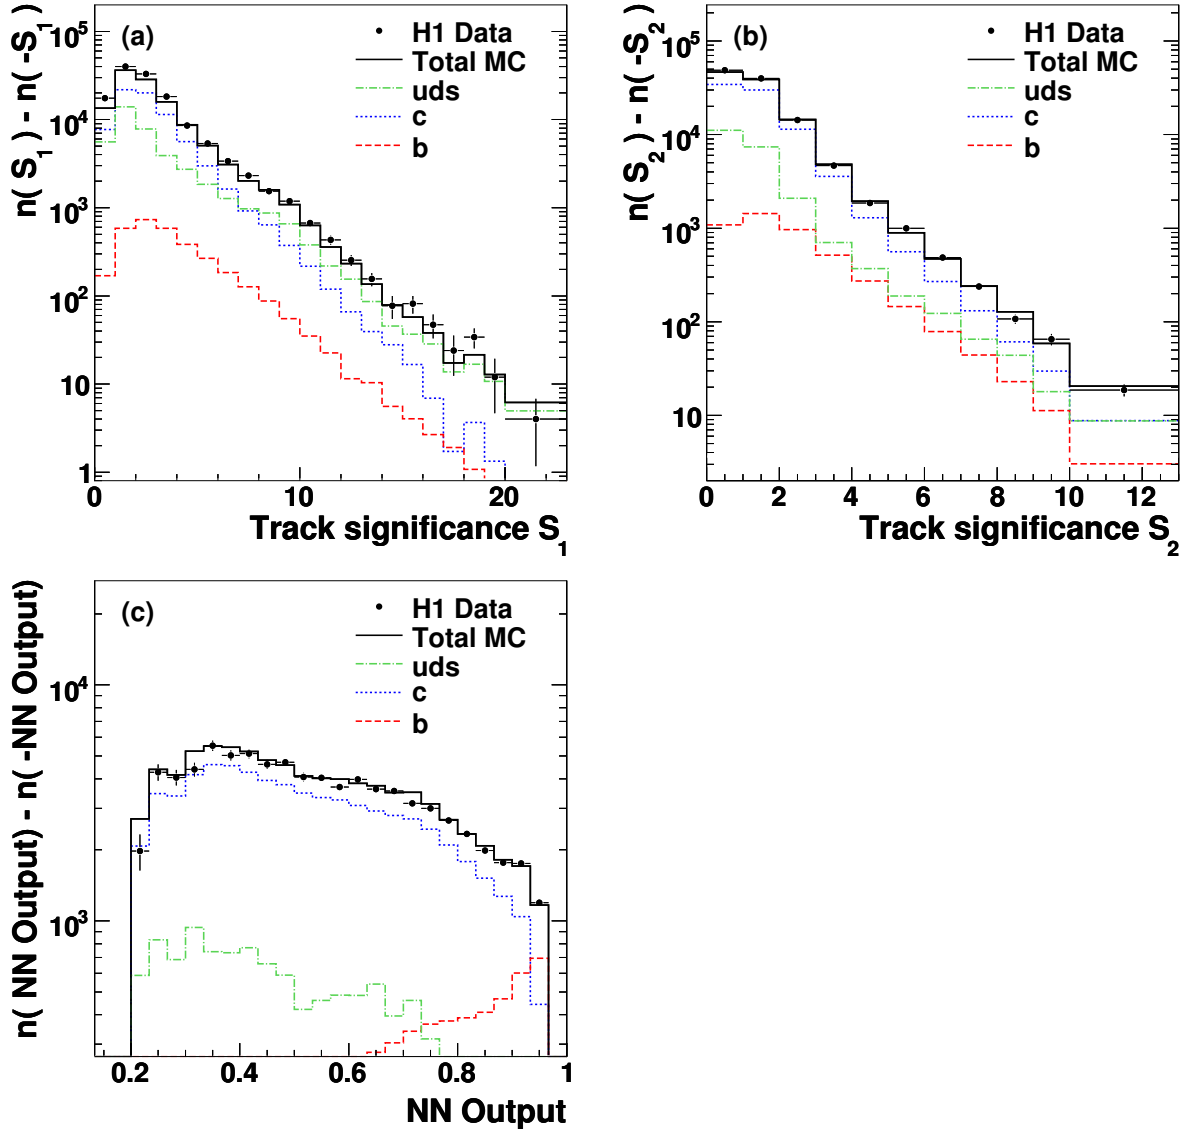 n( S1 ) - n( -S1 )
10^5
10^4
10^3
10^2
10
1
(a)
H1 Data
Total MC
uds
c
b
0 10 20
Track significance S1
n( S2 ) - n( -S2 )
10^5
10^4
10^3
10^2
10
(b)
H1 Data
Total MC
uds
c
b
0 2 4 6 8 10 12
Track significance S2
n( NN Output) - n( -NN Output)
10^4
10^3
(c)
H1 Data
Total MC
uds
c
b
0.2 0.4 0.6 0.8 1
NN Output